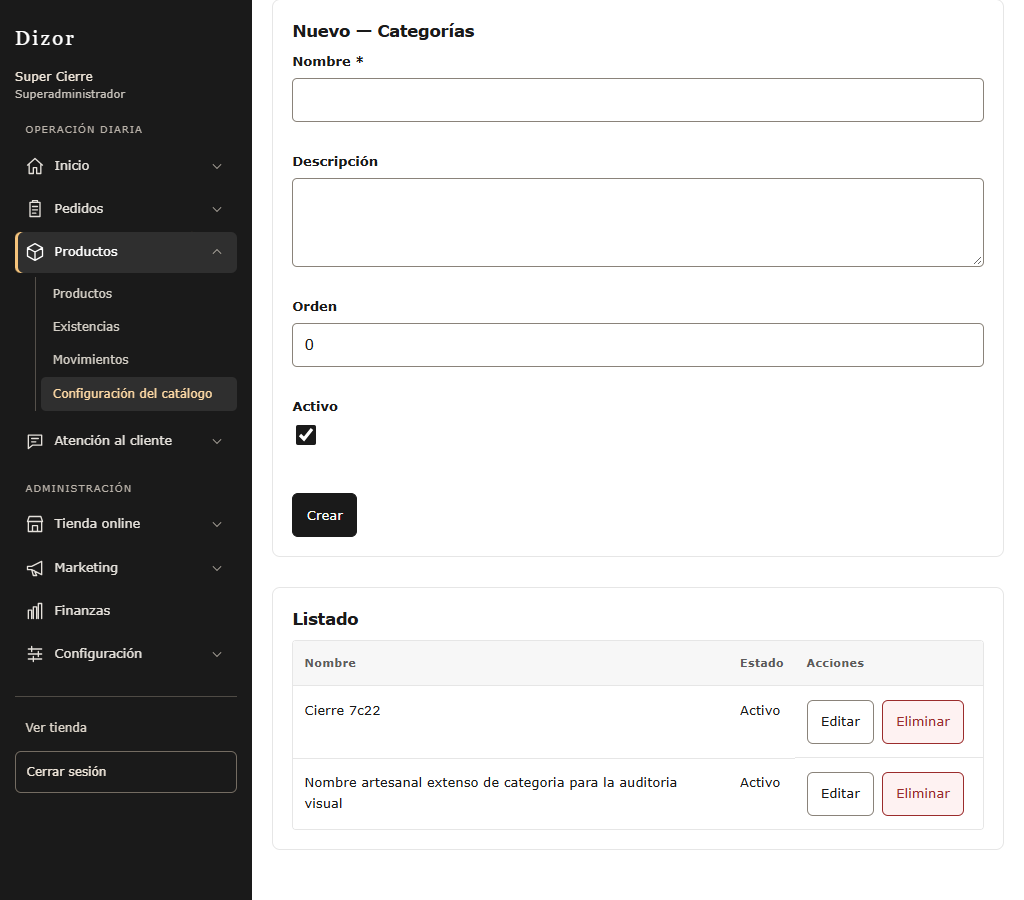 Dizor
Super Cierre
Superadministrador
OPERACIÓN DIARIA
Inicio
Pedidos
Productos
Productos
Existencias
Movimientos
Configuración del catálogo
Atención al cliente
ADMINISTRACIÓN
Tienda online
Marketing
Finanzas
Configuración
Ver tienda
Cerrar sesión
Nuevo — Categorías
Nombre *
Descripción
Orden
0
Activo
Crear
Listado
Nombre Estado Acciones
Cierre 7c22 Activo Editar Eliminar
Nombre artesanal extenso de categoria para la auditoria
visual Activo Editar Eliminar